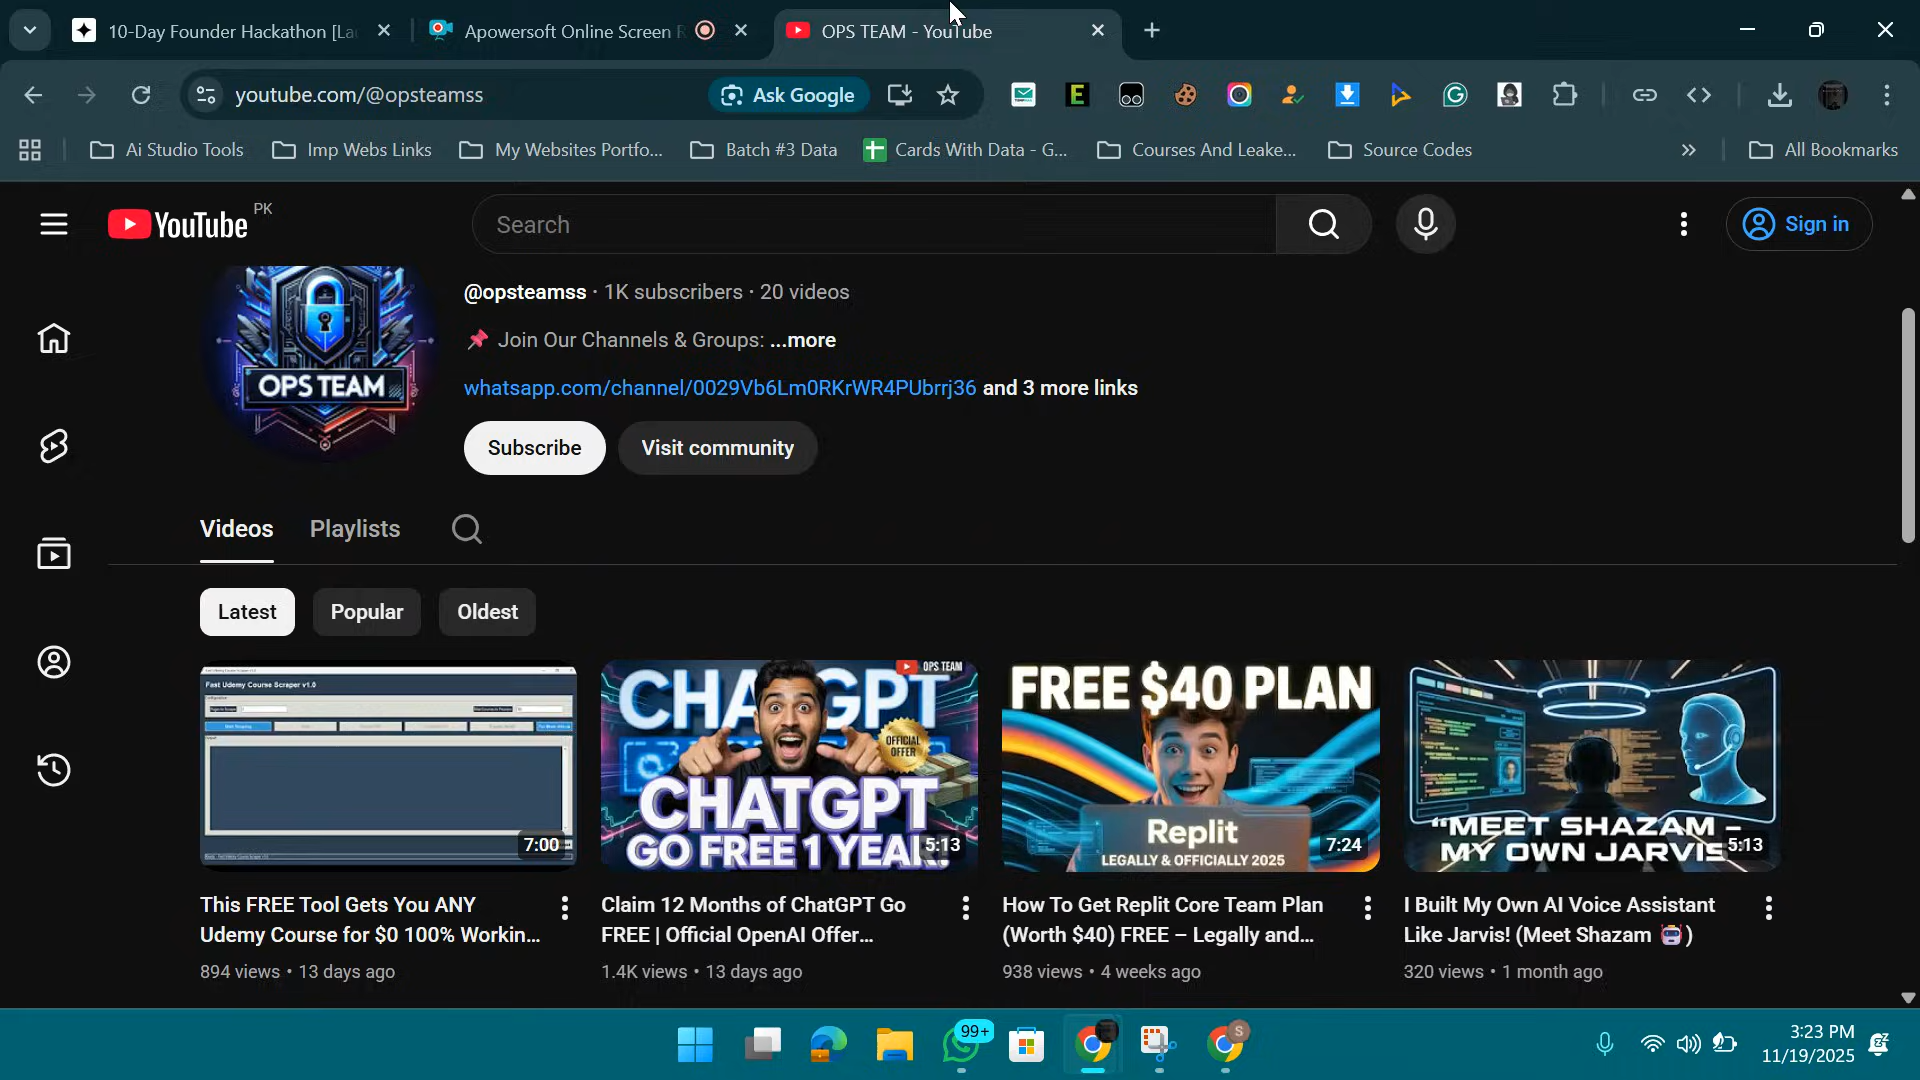 10-Day Founder Hackathon [La
Apowersoft Online Screen R
OPS TEAM - YouTube
youtube.com/@opsteamss
Ask Google
Ai Studio Tools
Imp Webs Links
My Websites Portfo...
Batch #3 Data
Cards With Data - G...
Courses And Leake...
Source Codes
All Bookmarks
YouTube PK
Search
Sign in
OPS TEAM
@opsteamss · 1K subscribers · 20 videos
📌 Join Our Channels & Groups: ...more
whatsapp.com/channel/0029Vb6Lm0RKrWR4PUbrrj36 and 3 more links
Subscribe
Visit community
Videos
Playlists
Latest
Popular
Oldest
Fast Udemy Course Scraper v1.0
7:00
OPS TEAM
CHATGPT
OFFICIAL OFFER
CHATGPT
GO FREE 1 YEAR
5:13
FREE $40 PLAN
Replit
LEGALLY & OFFICIALLY 2025
7:24
"MEET SHAZAM –
MY OWN JARVIS
5:13
This FREE Tool Gets You ANY
Udemy Course for $0 100% Workin...
894 views • 13 days ago
Claim 12 Months of ChatGPT Go
FREE | Official OpenAI Offer...
1.4K views • 13 days ago
How To Get Replit Core Team Plan
(Worth $40) FREE – Legally and...
938 views • 4 weeks ago
I Built My Own AI Voice Assistant
Like Jarvis! (Meet Shazam 🤖)
320 views • 1 month ago
99+
S
3:23 PM
11/19/2025